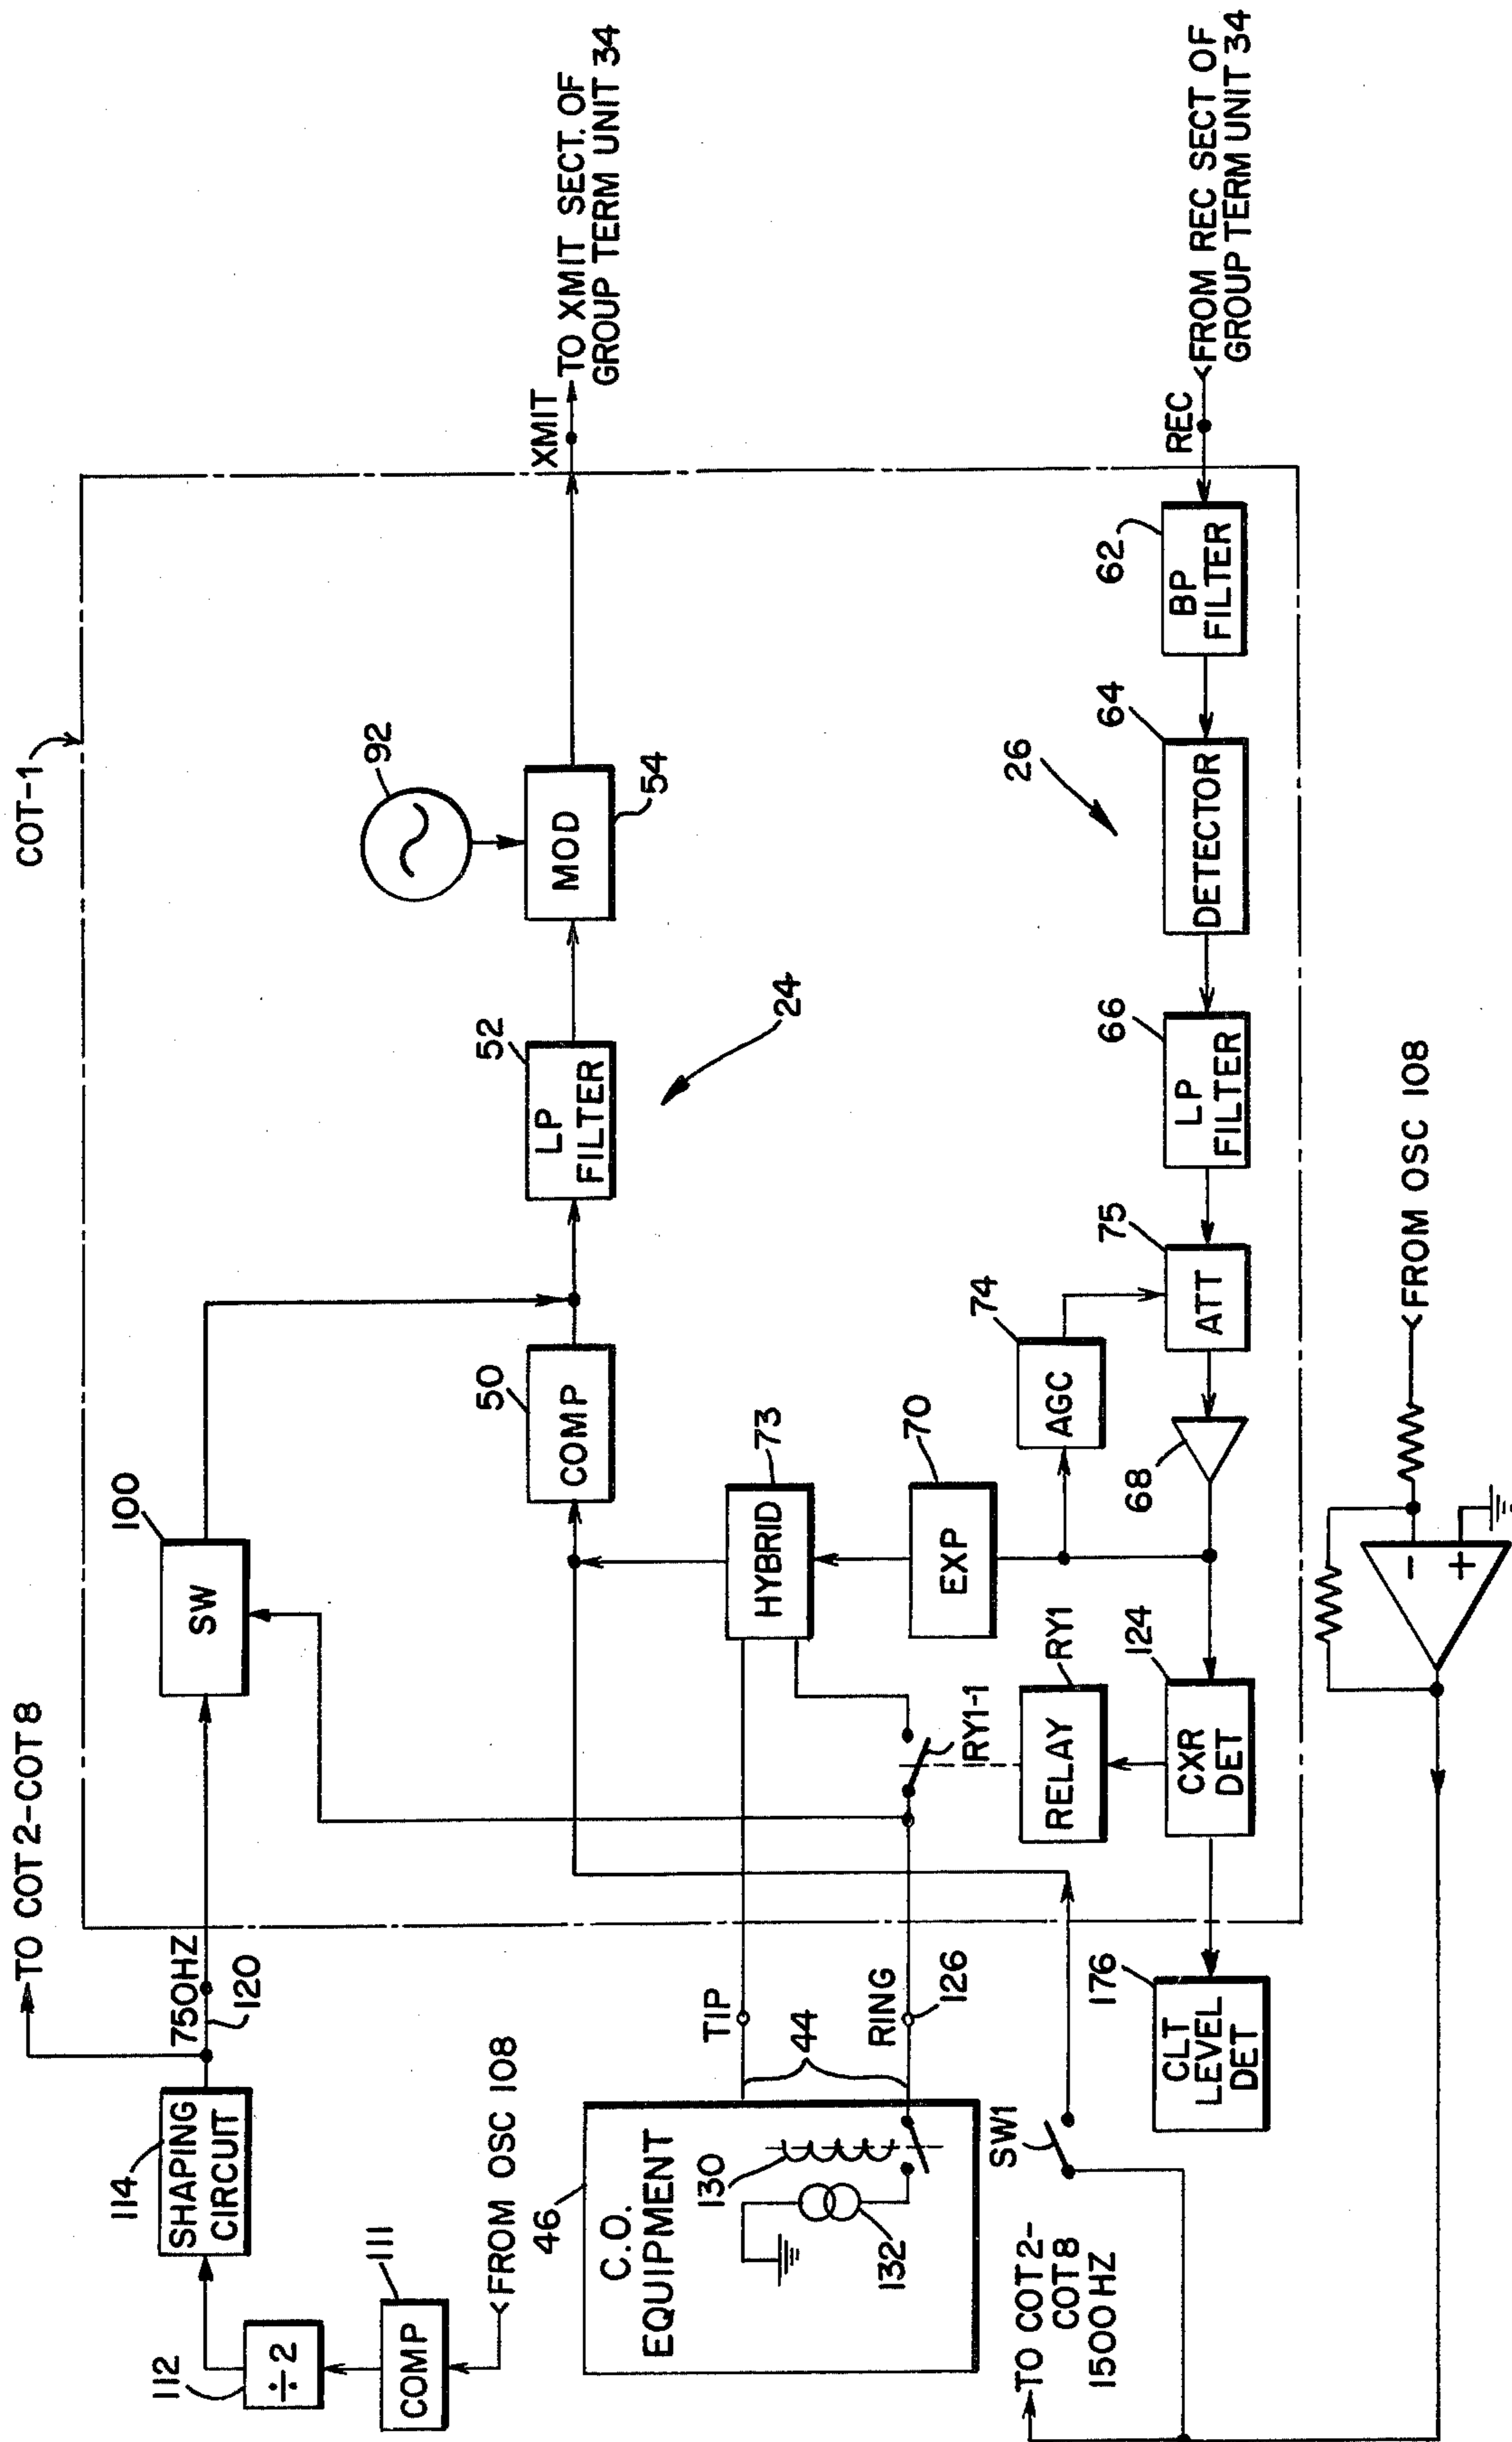 COT-1
TO COT 2-COT 8
750HZ
120
114
SHAPING
CIRCUIT
112
÷2
111
COMP
<FROM OSC 108
100
SW
50
COMP
52
LP
FILTER
92
MOD
54
XMIT
TO XMIT SECT. OF
GROUP TERM UNIT 34
24
46
C.O.
EQUIPMENT
130
132
44
TIP
RING
126
73
HYBRID
70
EXP
74
AGC
75
ATT
68
66
LP
FILTER
64
DETECTOR
26
62
BP
FILTER
REC
<FROM REC SECT OF
GROUP TERM UNIT 34
RY1-1
RY1
RELAY
124
CXR
DET
176
CLT
LEVEL
DET
SW1
TO COT2-
COT 8
1500HZ
-
+
<FROM OSC 108